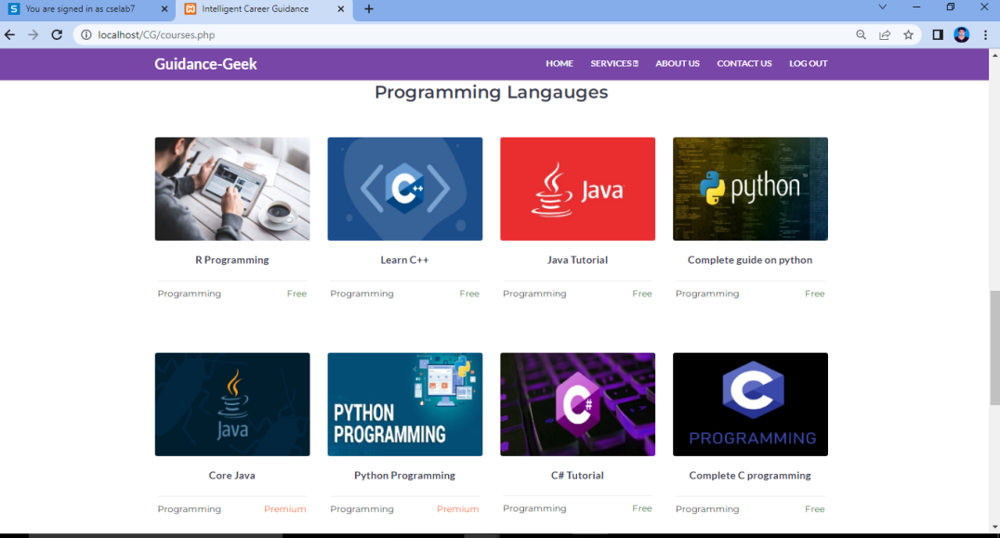 You are signed in as cselab7
Intelligent Career Guidance
localhost/CG/courses.php
Guidance-Geek
HOME SERVICES ABOUT US CONTACT US LOG OUT
Programming Langauges
C++
Java
python
R Programming
Learn C++
Java Tutorial
Complete guide on python
Programming Free
Programming Free
Programming Free
Programming Free
Java
PYTHON
PROGRAMMING
C#
C
PROGRAMMING
Core Java
Python Programming
C# Tutorial
Complete C programming
Programming Premium
Programming Premium
Programming Free
Programming Free